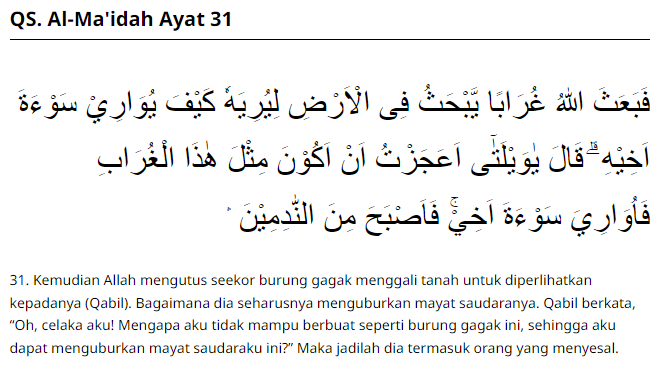 QS. Al-Ma'idah Ayat 31
فَبَعَثَ اللّٰهُ غُرَابًا يَّبْحَثُ فِى الْاَرْضِ لِيُرِيَهٗ كَيْفَ يُوَارِيْ سَوْءَةَ
اَخِيْهِ ۗ قَالَ يٰوَيْلَتٰٓى اَعَجَزْتُ اَنْ اَكُوْنَ مِثْلَ هٰذَا الْغُرَابِ
فَاُوَارِيَ سَوْءَةَ اَخِيْۚ فَاَصْبَحَ مِنَ النّٰدِمِيْنَ ۛ
31. Kemudian Allah mengutus seekor burung gagak menggali tanah untuk diperlihatkan
kepadanya (Qabil). Bagaimana dia seharusnya menguburkan mayat saudaranya. Qabil berkata,
“Oh, celaka aku! Mengapa aku tidak mampu berbuat seperti burung gagak ini, sehingga aku
dapat menguburkan mayat saudaraku ini?” Maka jadilah dia termasuk orang yang menyesal.